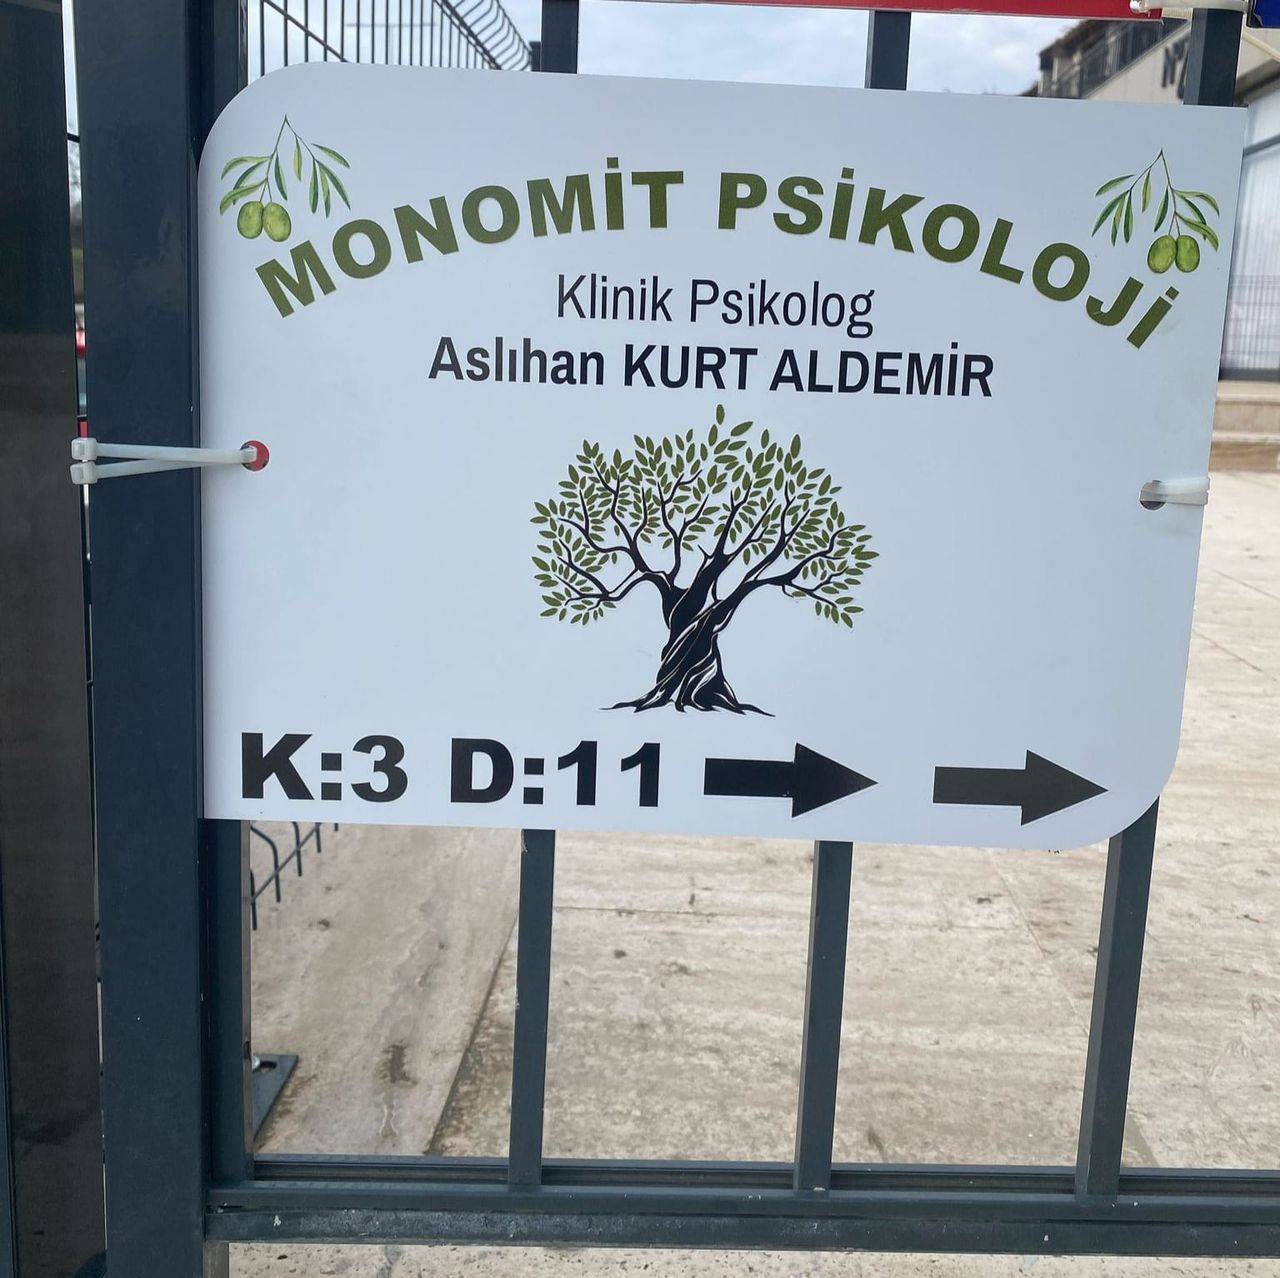 MONOMİT PSİKOLOJİ
Klinik Psikolog
Aslıhan KURT ALDEMİR
K:3 D:11